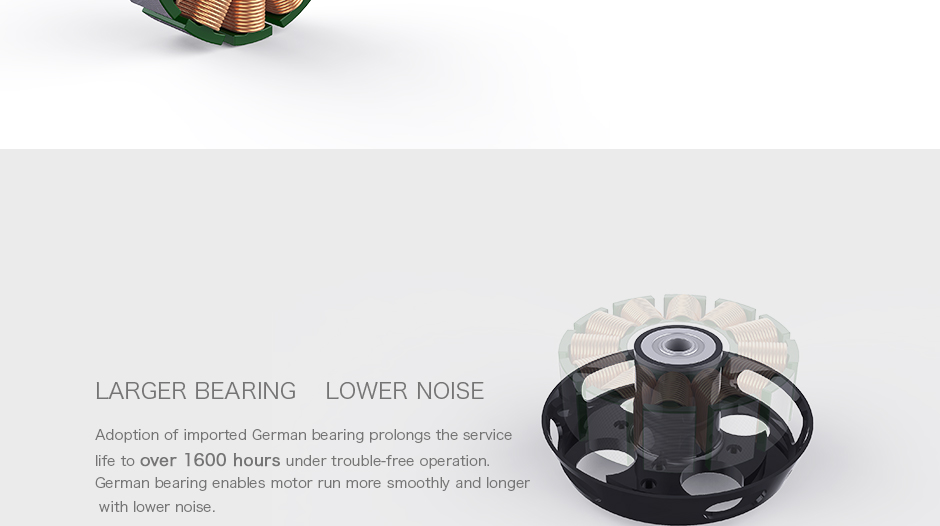 LARGER BEARING LOWER NOISE
Adoption of imported German bearing prolongs the service
life to over 1600 hours under trouble-free operation.
German bearing enables motor run more smoothly and longer
with lower noise.